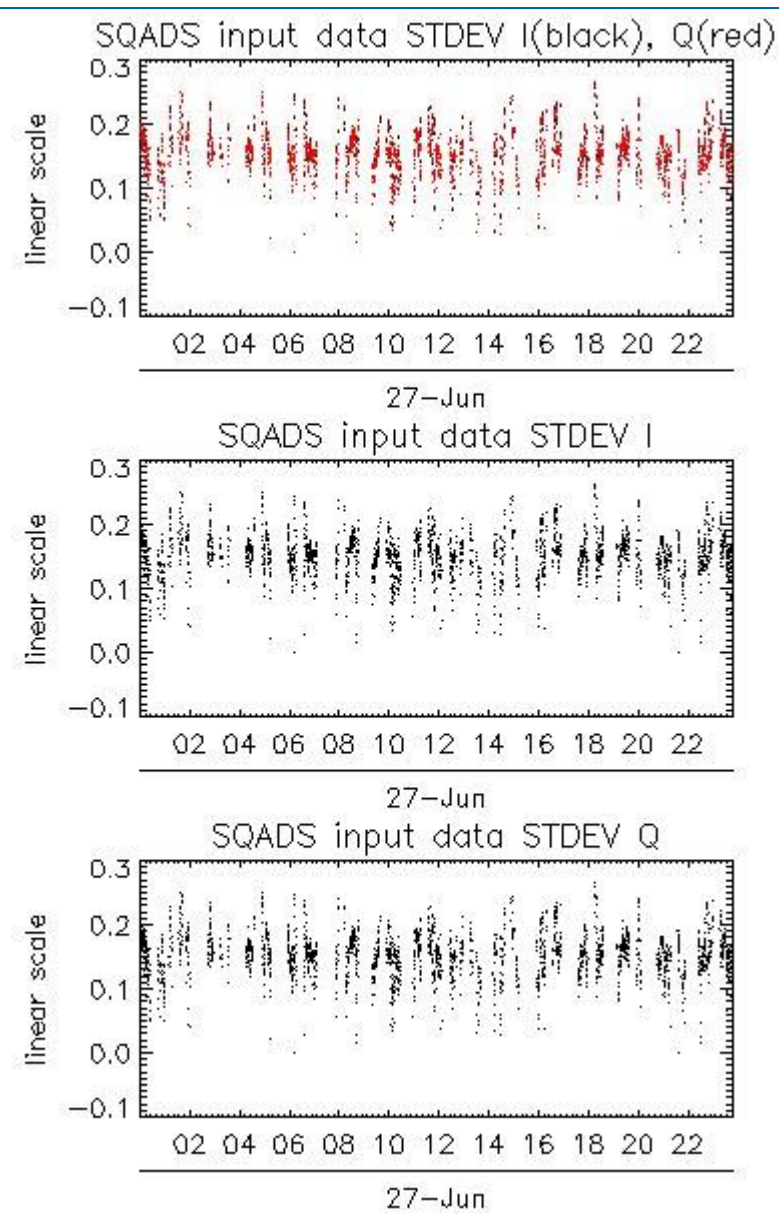 SQADS input data STDEV I(black), Q(red)
linear scale
0.3
0.2
0.1
0.0
-0.1
02 04 06 08 10 12 14 16 18 20 22
27-Jun
SQADS input data STDEV I
linear scale
0.3
0.2
0.1
0.0
-0.1
02 04 06 08 10 12 14 16 18 20 22
27-Jun
SQADS input data STDEV Q
linear scale
0.3
0.2
0.1
0.0
-0.1
02 04 06 08 10 12 14 16 18 20 22
27-Jun